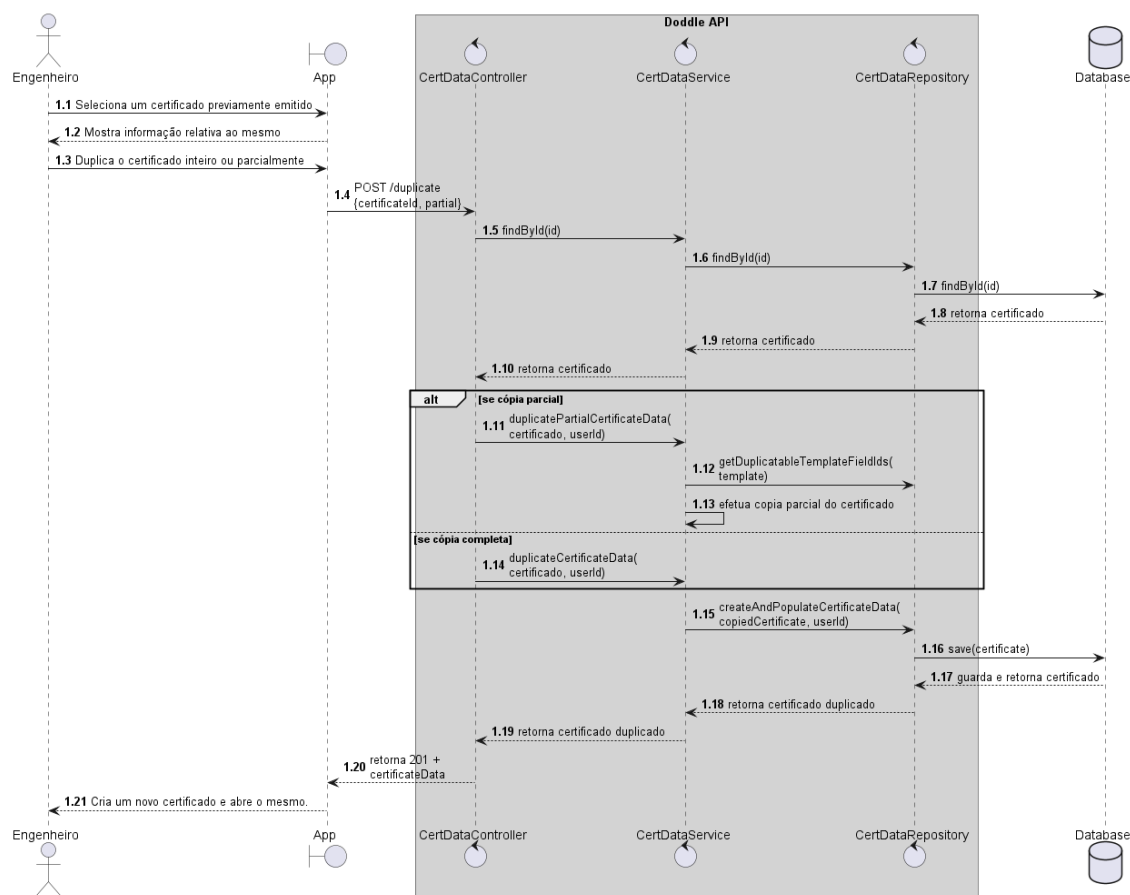 Doddle API
Engenheiro
App
CertDataController
CertDataService
CertDataRepository
Database
1.1 Seleciona um certificado previamente emitido
1.2 Mostra informação relativa ao mesmo
1.3 Duplica o certificado inteiro ou parcialmente
1.4 POST /duplicate
{certificateId, partial}
1.5 findById(id)
1.6 findById(id)
1.7 findById(id)
1.8 retorna certificado
1.9 retorna certificado
1.10 retorna certificado
alt [se cópia parcial]
1.11 duplicatePartialCertificateData(
certificado, userId)
1.12 getDuplicatableTemplateFieldIds(
template)
1.13 efetua copia parcial do certificado
[se cópia completa]
1.14 duplicateCertificateData(
certificado, userId)
1.15 createAndPopulateCertificateData(
copiedCertificate, userId)
1.16 save(certificate)
1.17 guarda e retorna certificado
1.18 retorna certificado duplicado
1.19 retorna certificado duplicado
1.20 retorna 201 +
certificateData
1.21 Cria um novo certificado e abre o mesmo.
Engenheiro
App
CertDataController
CertDataService
CertDataRepository
Database